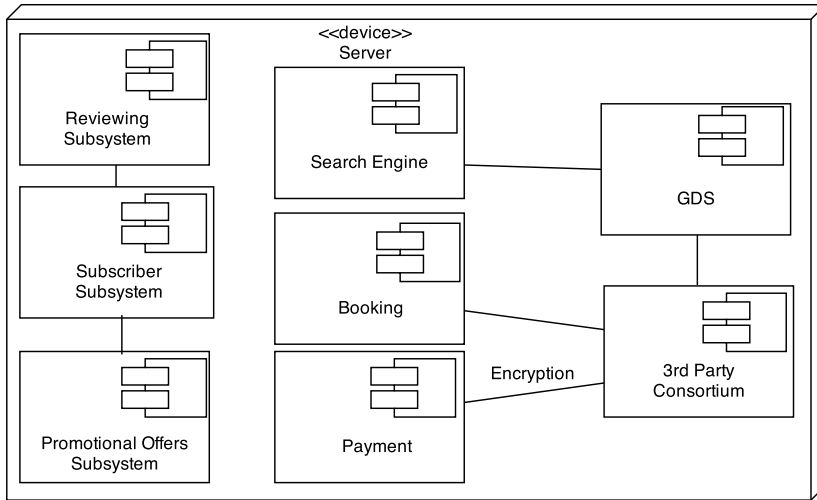 <<device>>
Server
Reviewing
Subsystem
Search Engine
GDS
Subscriber
Subsystem
Booking
3rd Party
Consortium
Encryption
Promotional Offers
Subsystem
Payment